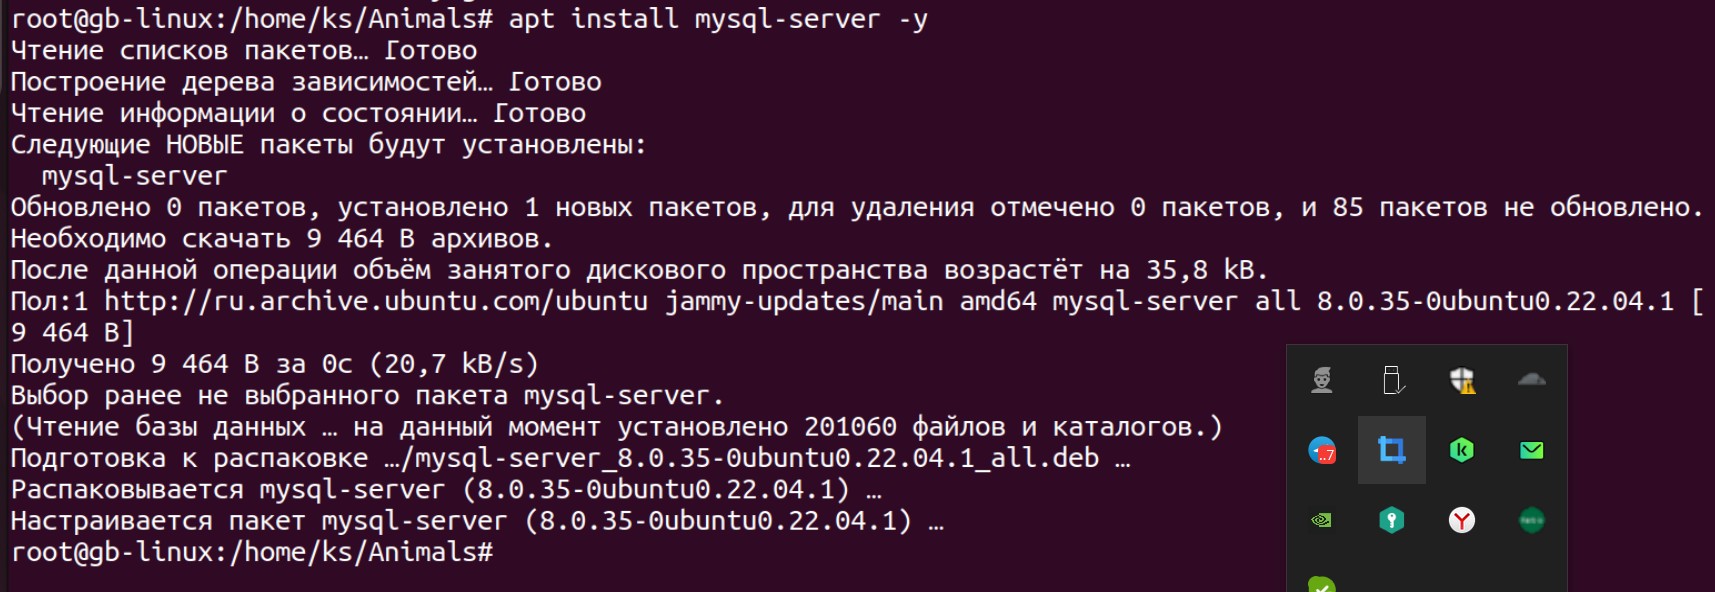 root@gb-linux:/home/ks/Animals# apt install mysql-server -y
Чтение списков пакетов… Готово
Построение дерева зависимостей… Готово
Чтение информации о состоянии… Готово
Следующие НОВЫЕ пакеты будут установлены:
  mysql-server
Обновлено 0 пакетов, установлено 1 новых пакетов, для удаления отмечено 0 пакетов, и 85 пакетов не обновлено.
Необходимо скачать 9 464 B архивов.
После данной операции объём занятого дискового пространства возрастёт на 35,8 kB.
Пол:1 http://ru.archive.ubuntu.com/ubuntu jammy-updates/main amd64 mysql-server all 8.0.35-0ubuntu0.22.04.1 [
9 464 B]
Получено 9 464 B за 0с (20,7 kB/s)
Выбор ранее не выбранного пакета mysql-server.
(Чтение базы данных … на данный момент установлено 201060 файлов и каталогов.)
Подготовка к распаковке …/mysql-server_8.0.35-0ubuntu0.22.04.1_all.deb …
Распаковывается mysql-server (8.0.35-0ubuntu0.22.04.1) …
Настраивается пакет mysql-server (8.0.35-0ubuntu0.22.04.1) …
root@gb-linux:/home/ks/Animals#